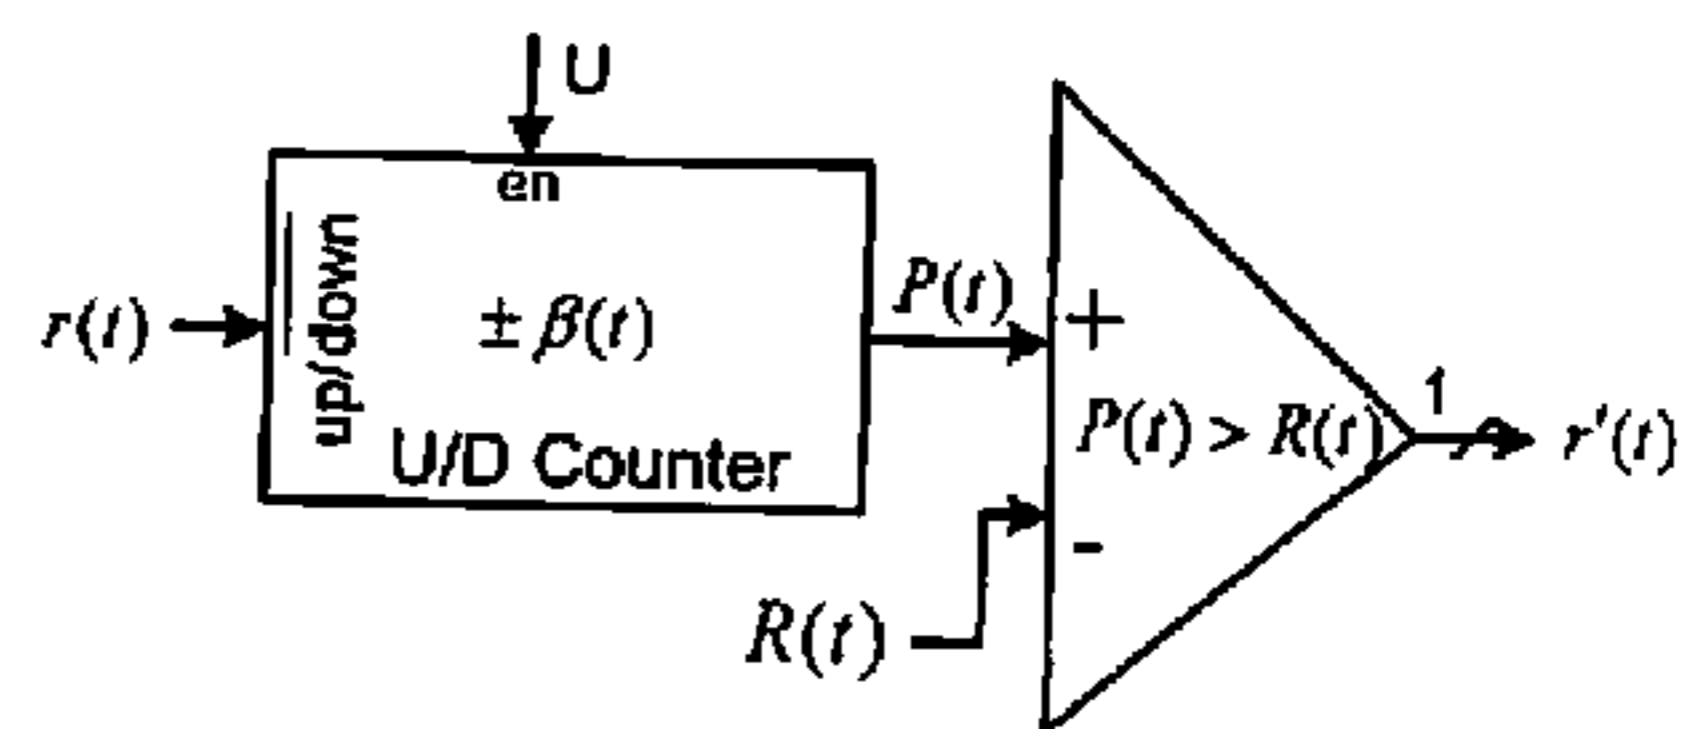 U
en
r(t)
up/down
± β(t)
U/D Counter
P(t)
+
P(t) > R(t)
-
R(t)
1
r'(t)